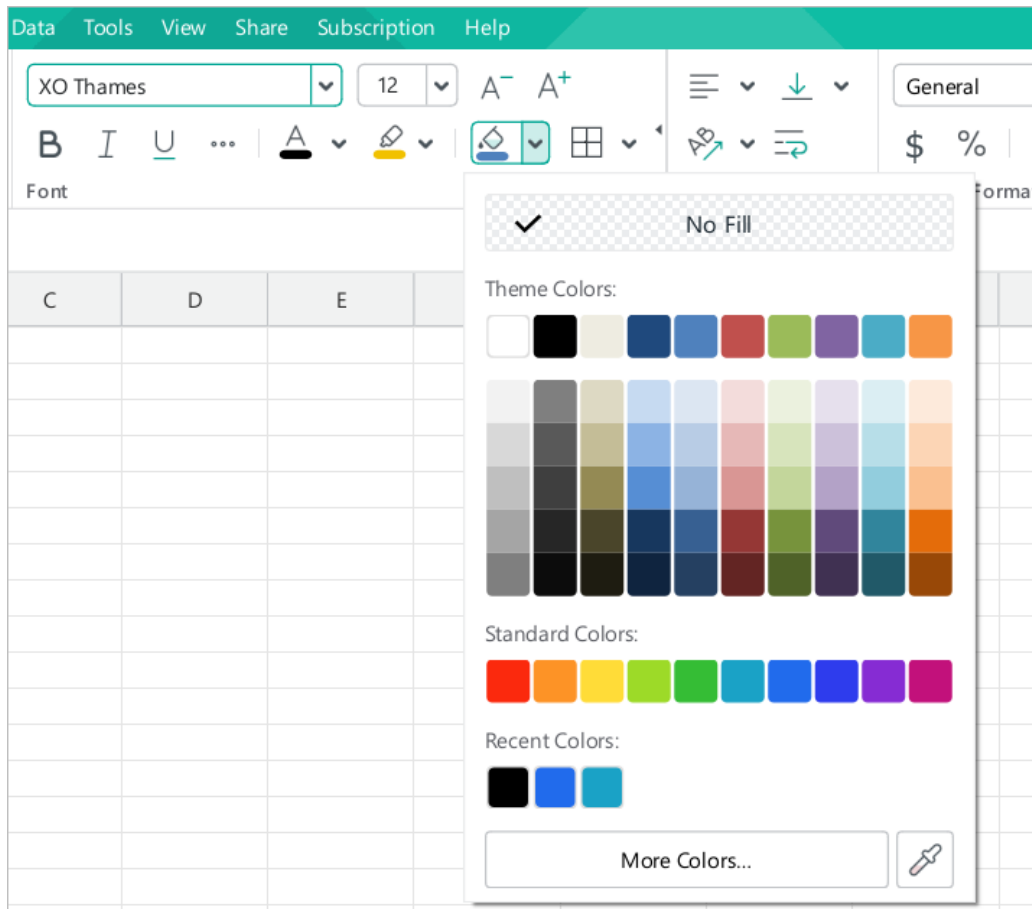 Data Tools View Share Subscription Help
XO Thames 12 A− A+ General
B I U A AB $ %
Font
No Fill
C D E
Theme Colors:
Standard Colors:
Recent Colors:
More Colors...